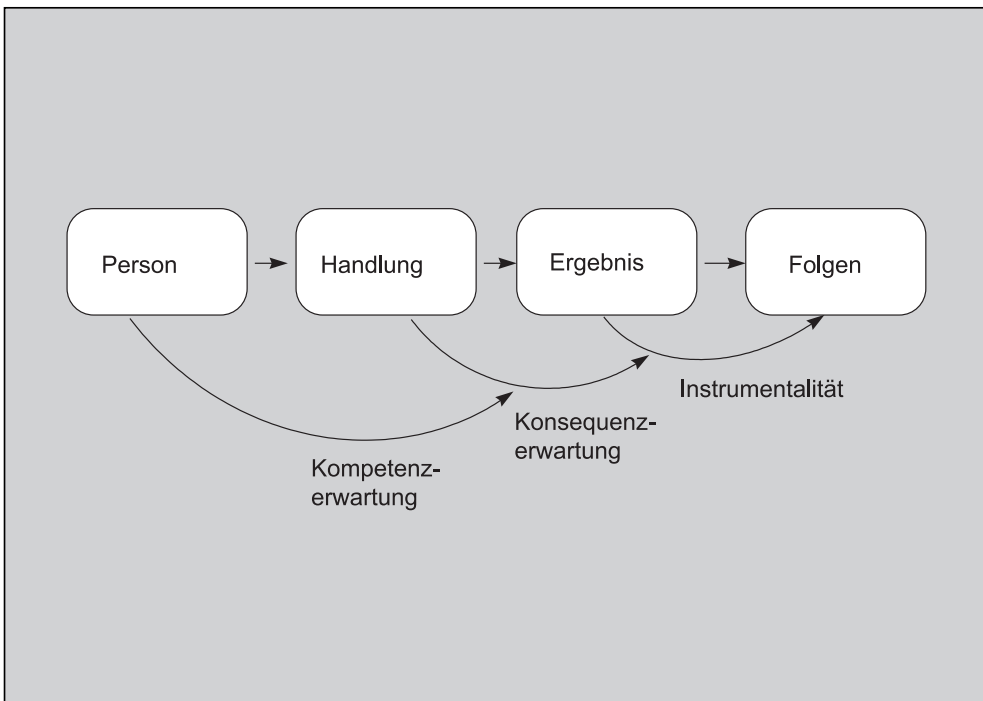 Person
Handlung
Ergebnis
Folgen
Instrumentalität
Konsequenz-
erwartung
Kompetenz-
erwartung